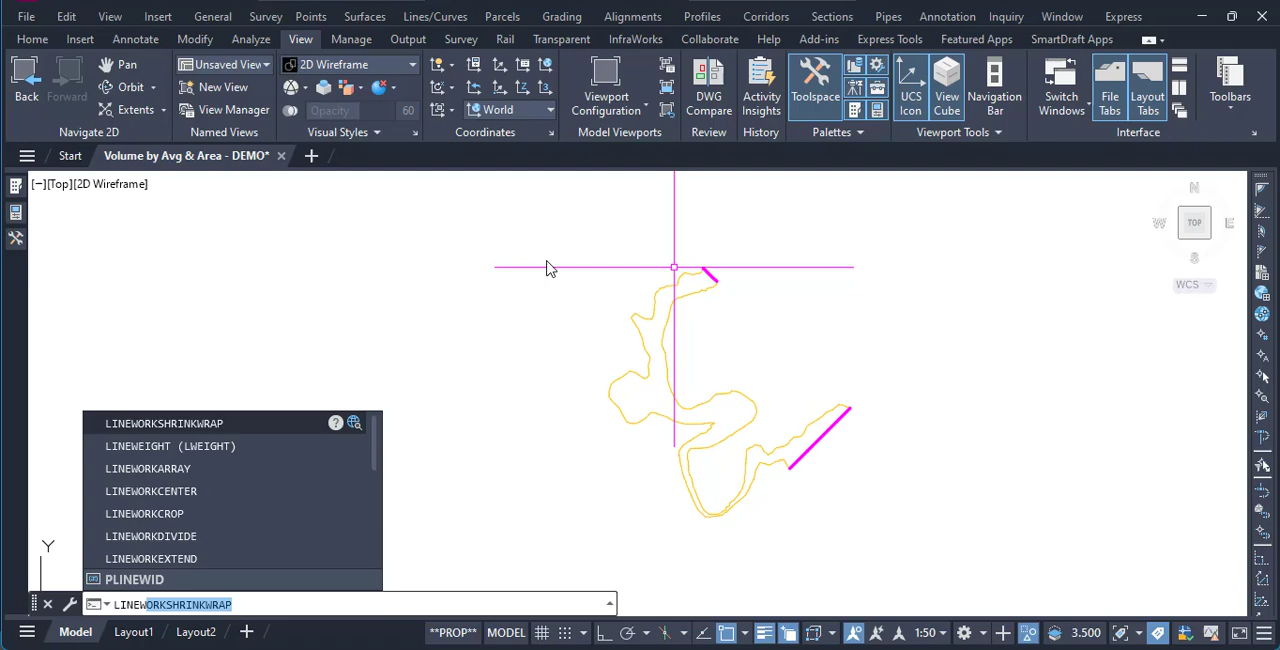 File Edit View Insert General Survey Points Surfaces Lines/Curves Parcels Grading Alignments Profiles Corridors Sections Pipes Annotation Inquiry Window Express
Home Insert Annotate Modify Analyze View Manage Output Survey Rail Transparent InfraWorks Collaborate Help Add-ins Express Tools Featured Apps SmartDraft Apps
Back Forward
Pan
Orbit
Extents
Navigate 2D
Unsaved View
New View
View Manager
Named Views
2D Wireframe
Opacity 60
Visual Styles
World
Coordinates
Viewport
Configuration
Model Viewports
DWG
Compare
Review
Activity
Insights
History
Toolspace
Palettes
UCS
Icon
View
Cube
Navigation
Bar
Viewport Tools
Switch
Windows
File
Tabs
Layout
Tabs
Interface
Toolbars
Start Volume by Avg & Area - DEMO*
[−][Top][2D Wireframe]
N
W TOP E
S
WCS
LINEWORKSHRINKWRAP
LINEWEIGHT (LWEIGHT)
LINEWORKARRAY
LINEWORKCENTER
LINEWORKCROP
LINEWORKDIVIDE
LINEWORKEXTEND
PLINEWID
Y
LINEWORKSHRINKWRAP
Model Layout1 Layout2 **PROP** MODEL 1:50 3.500